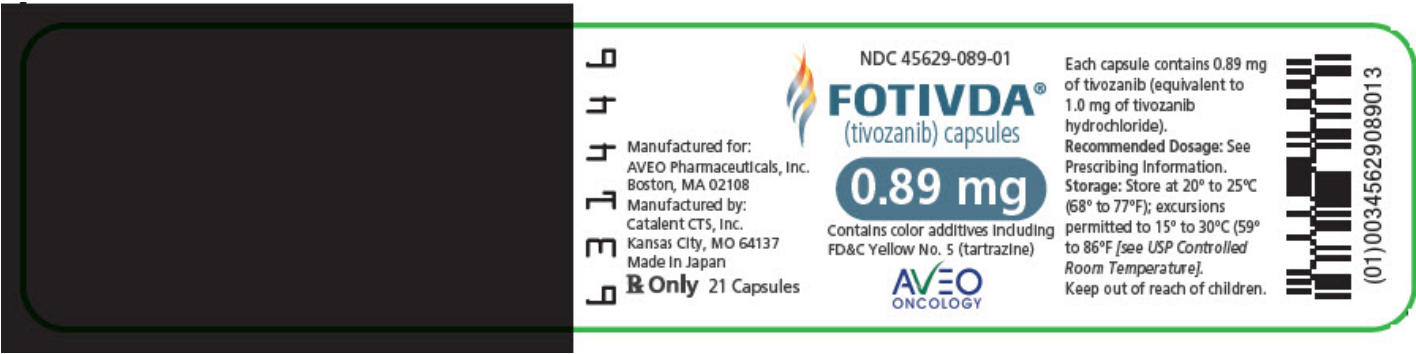 Manufactured for:
AVEO Pharmaceuticals, Inc.
Boston, MA 02108
Manufactured by:
Catalent CTS, Inc.
Kansas City, MO 64137
Made in Japan
Rx Only 21 Capsules
NDC 45629-089-01
FOTIVDA®
(tivozanib) capsules
0.89 mg
Contains color additives including
FD&C Yellow No. 5 (tartrazine)
AVEO
ONCOLOGY
Each capsule contains 0.89 mg
of tivozanib (equivalent to
1.0 mg of tivozanib
hydrochloride).
Recommended Dosage: See
Prescribing Information.
Storage: Store at 20° to 25°C
(68° to 77°F); excursions
permitted to 15° to 30°C (59°
to 86°F [see USP Controlled
Room Temperature].
Keep out of reach of children.
(01)00345629089013